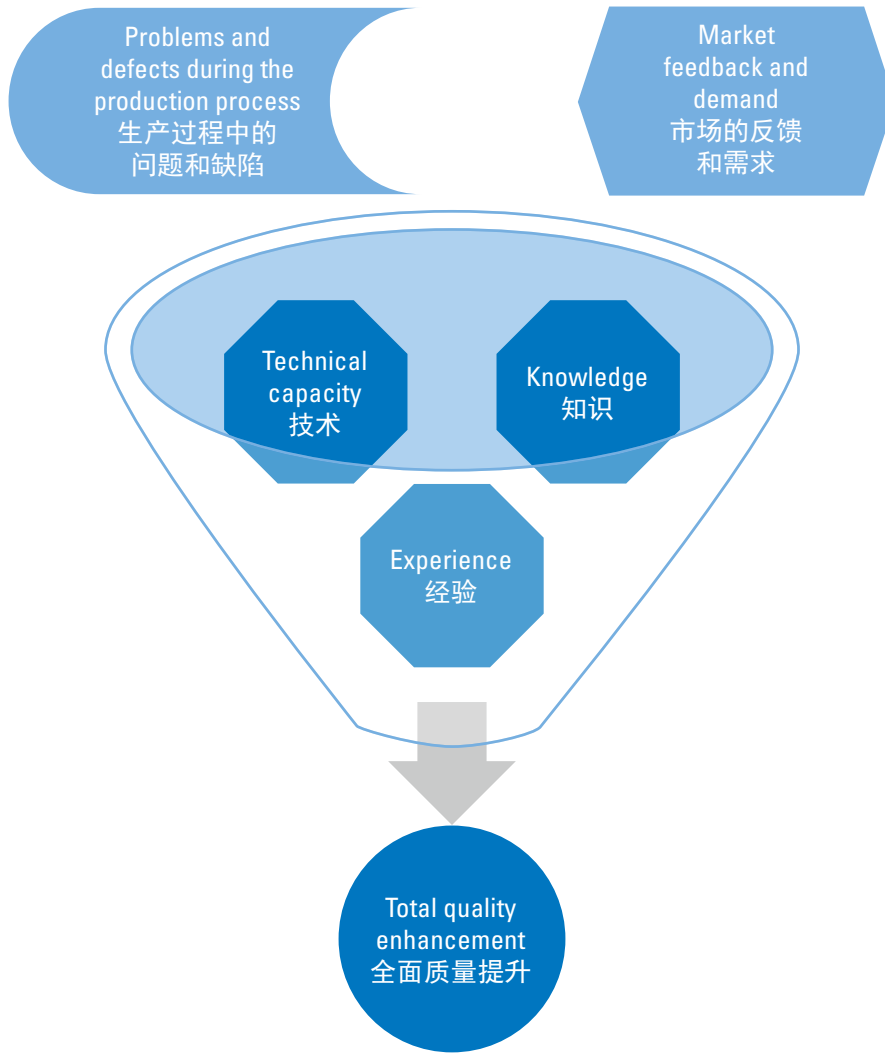 Problems and
defects during the
production process
生产过程中的
问题和缺陷
Market
feedback and
demand
市场的反馈
和需求
Technical
capacity
技术
Knowledge
知识
Experience
经验
Total quality
enhancement
全面质量提升